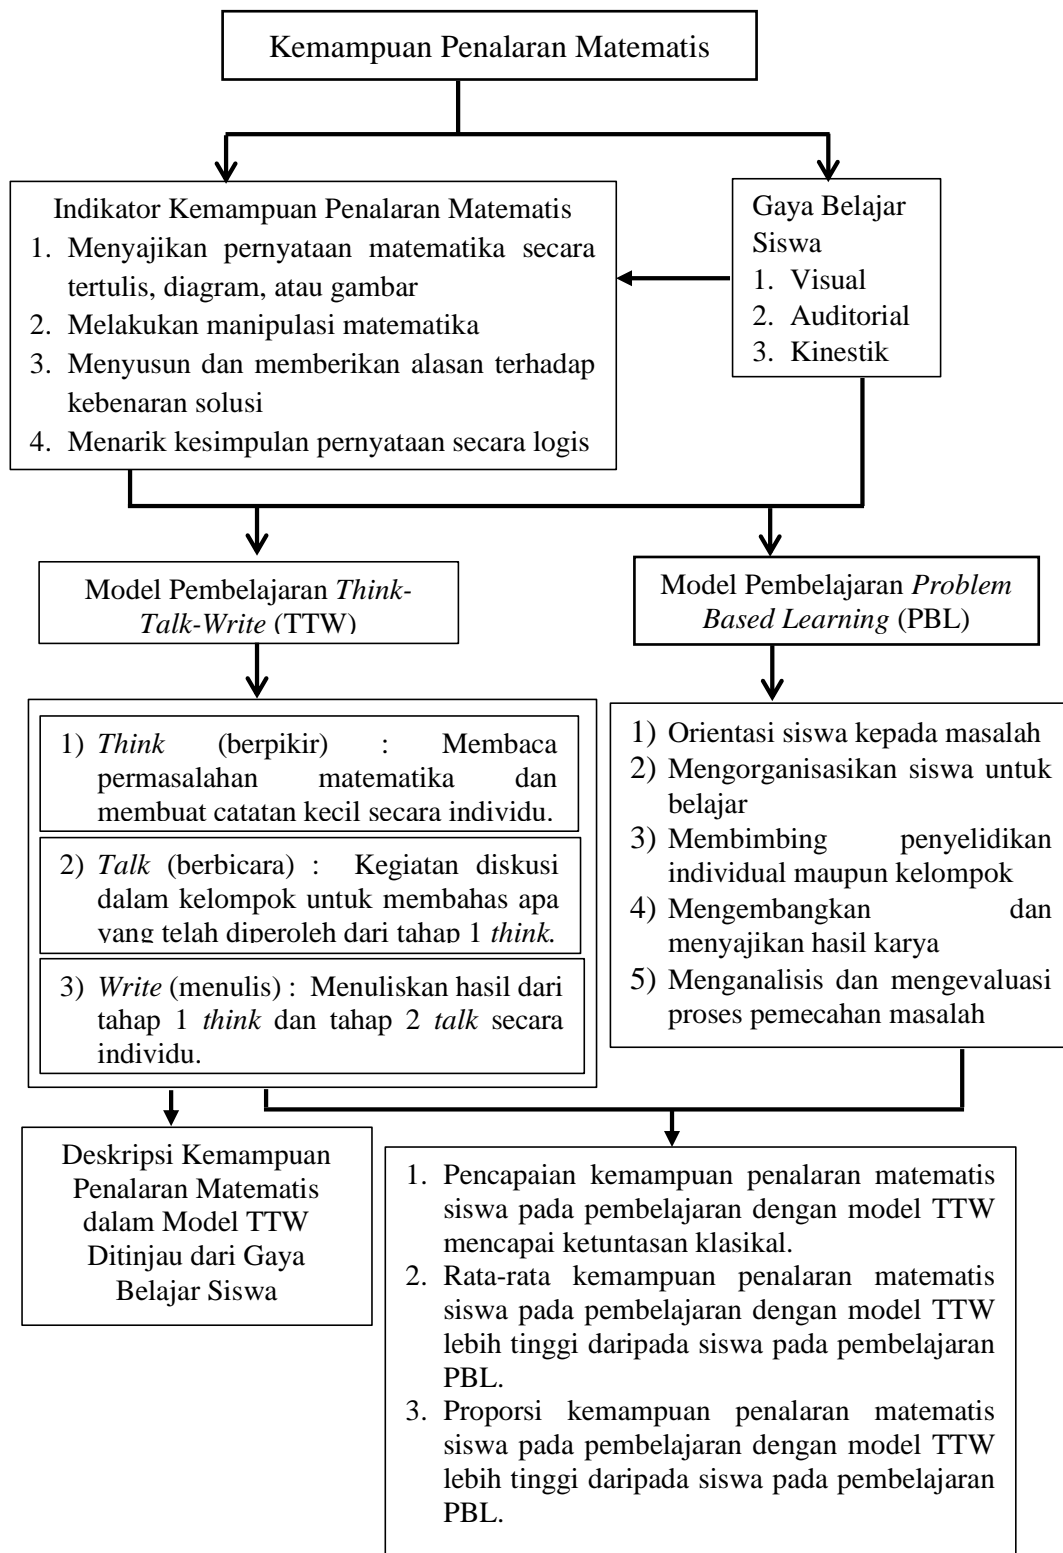 Kemampuan Penalaran Matematis
Indikator Kemampuan Penalaran Matematis
1. Menyajikan pernyataan matematika secara
tertulis, diagram, atau gambar
2. Melakukan manipulasi matematika
3. Menyusun dan memberikan alasan terhadap
kebenaran solusi
4. Menarik kesimpulan pernyataan secara logis
Gaya Belajar
Siswa
1. Visual
2. Auditorial
3. Kinestik
Model Pembelajaran Think-
Talk-Write (TTW)
Model Pembelajaran Problem
Based Learning (PBL)
1) Think (berpikir) : Membaca
permasalahan matematika dan
membuat catatan kecil secara individu.
2) Talk (berbicara) : Kegiatan diskusi
dalam kelompok untuk membahas apa
yang telah diperoleh dari tahap 1 think.
3) Write (menulis) : Menuliskan hasil dari
tahap 1 think dan tahap 2 talk secara
individu.
1) Orientasi siswa kepada masalah
2) Mengorganisasikan siswa untuk
belajar
3) Membimbing penyelidikan
individual maupun kelompok
4) Mengembangkan dan
menyajikan hasil karya
5) Menganalisis dan mengevaluasi
proses pemecahan masalah
Deskripsi Kemampuan
Penalaran Matematis
dalam Model TTW
Ditinjau dari Gaya
Belajar Siswa
1. Pencapaian kemampuan penalaran matematis
siswa pada pembelajaran dengan model TTW
mencapai ketuntasan klasikal.
2. Rata-rata kemampuan penalaran matematis
siswa pada pembelajaran dengan model TTW
lebih tinggi daripada siswa pada pembelajaran
PBL.
3. Proporsi kemampuan penalaran matematis
siswa pada pembelajaran dengan model TTW
lebih tinggi daripada siswa pada pembelajaran
PBL.